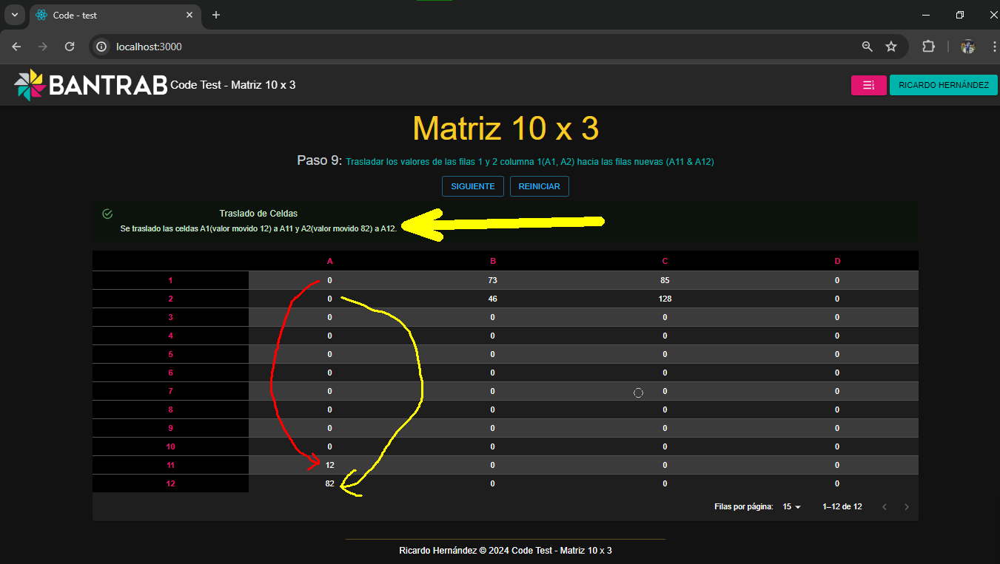 Code - test
localhost:3000
BANTRAB Code Test - Matriz 10 x 3
RICARDO HERNÁNDEZ
Matriz 10 x 3
Paso 9: Trasladar los valores de las filas 1 y 2 columna 1(A1, A2) hacia las filas nuevas (A11 & A12)
SIGUIENTE REINICIAR
Traslado de Celdas
Se traslado las celdas A1(valor movido 12) a A11 y A2(valor movido 82) a A12.
A B C D
1 0 73 85 0
2 0 46 128 0
3 0 0 0 0
4 0 0 0 0
5 0 0 0 0
6 0 0 0 0
7 0 0 0 0
8 0 0 0 0
9 0 0 0 0
10 0 0 0 0
11 12 0 0 0
12 82 0 0 0
Filas por página: 15 1–12 de 12
Ricardo Hernández © 2024 Code Test - Matriz 10 x 3